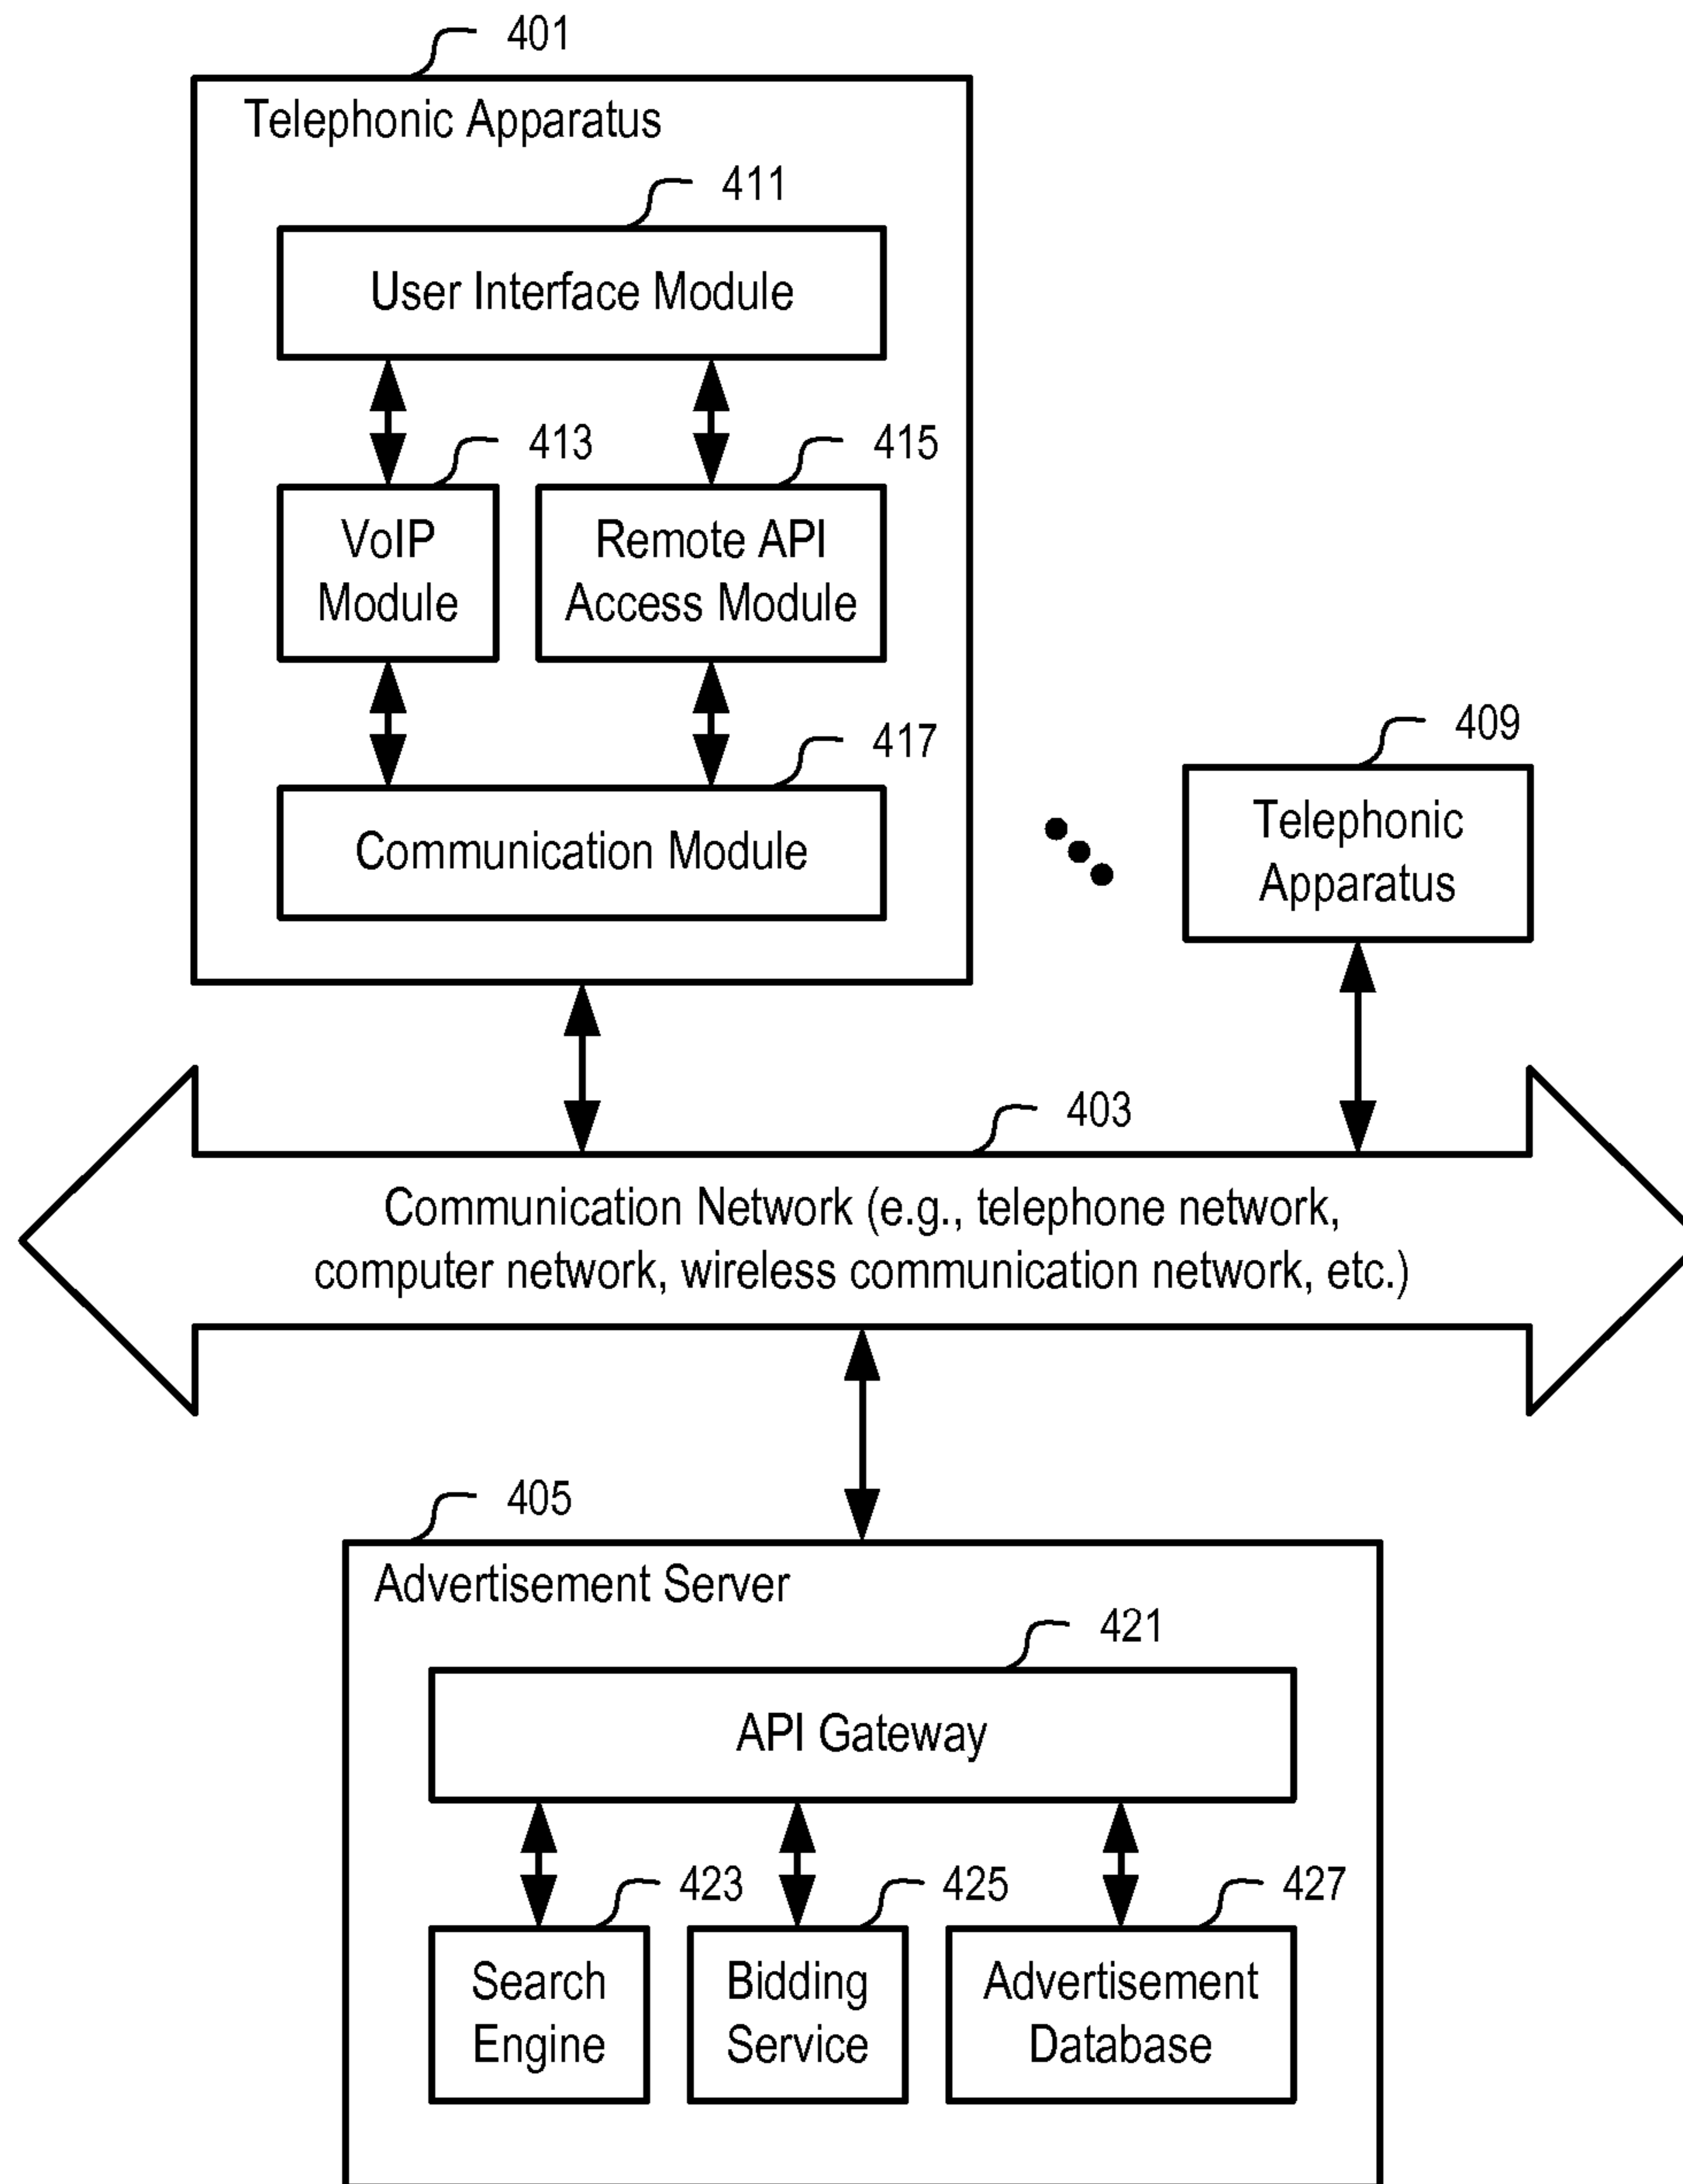 401
Telephonic Apparatus
411
User Interface Module
413
415
VoIP
Module
Remote API
Access Module
417
Communication Module
409
Telephonic
Apparatus
403
Communication Network (e.g., telephone network,
computer network, wireless communication network, etc.)
405
Advertisement Server
421
API Gateway
423
425
427
Search
Engine
Bidding
Service
Advertisement
Database